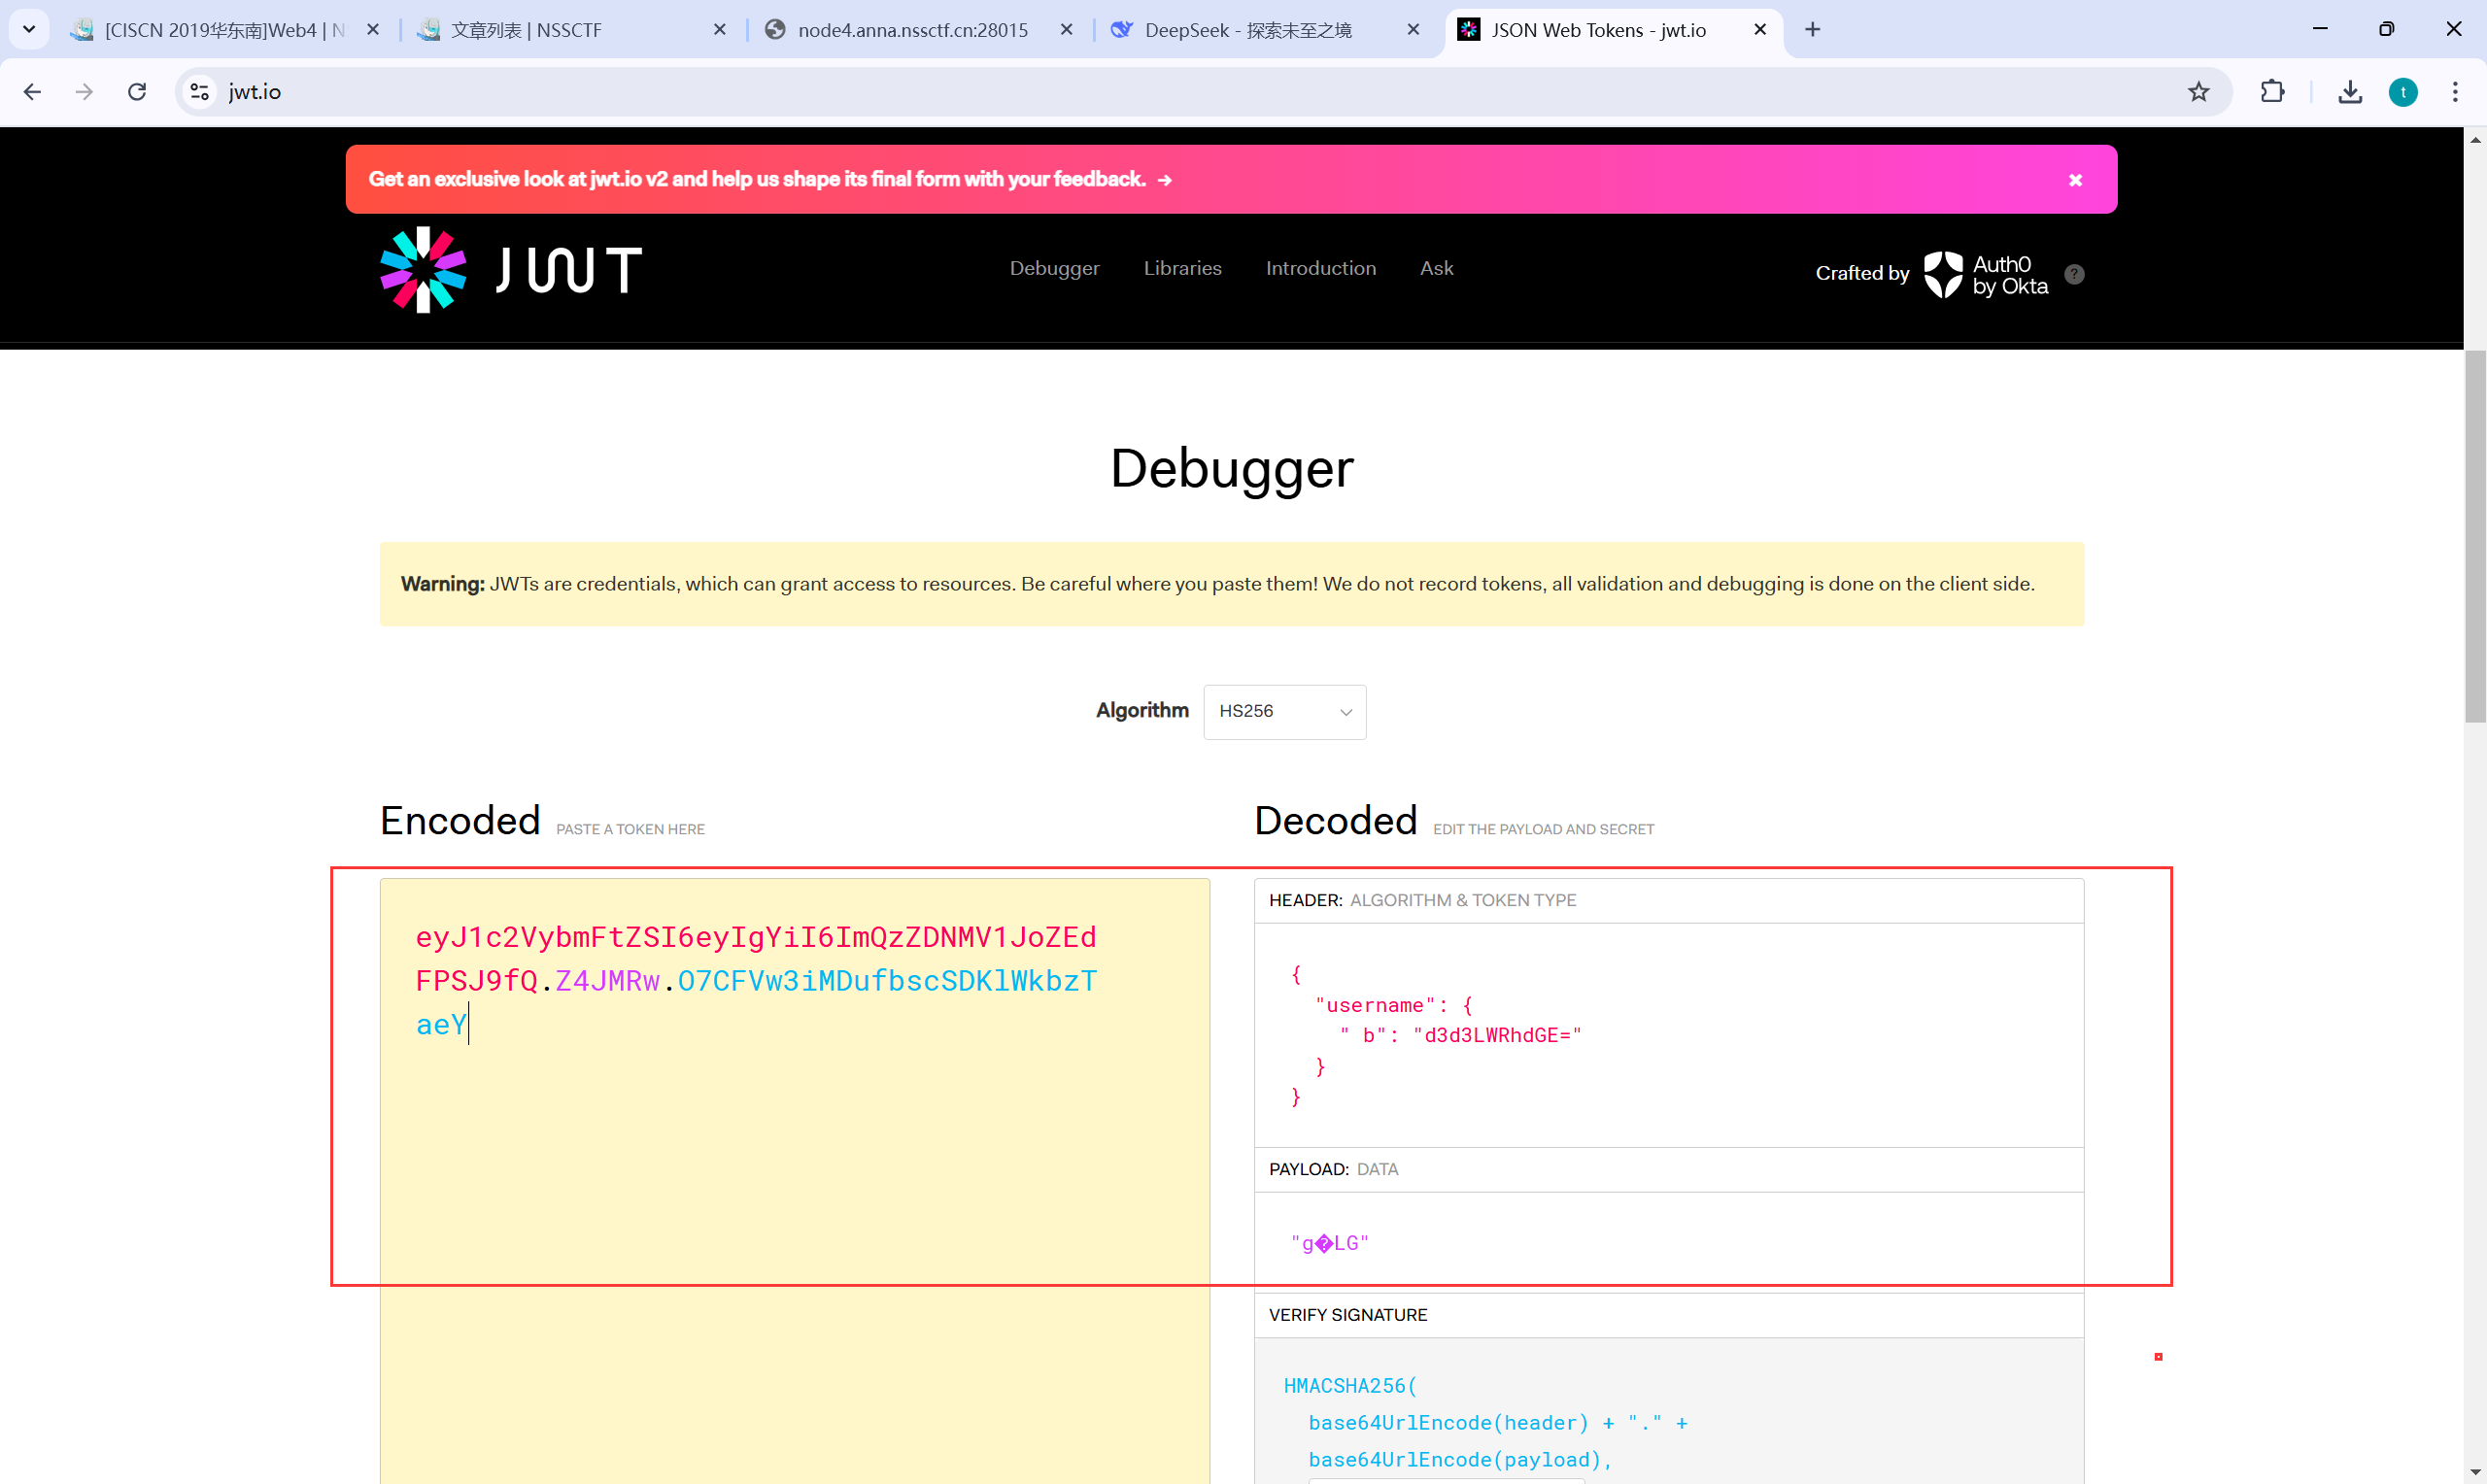 [CISCN 2019华东南]Web4 | N
文章列表 | NSSCTF
node4.anna.nssctf.cn:28015
DeepSeek - 探索未至之境
JSON Web Tokens - jwt.io
jwt.io
t
Get an exclusive look at jwt.io v2 and help us shape its final form with your feedback. →
JWT
Debugger
Libraries
Introduction
Ask
Crafted by
Auth0
by Okta
?
Debugger
Warning: JWTs are credentials, which can grant access to resources. Be careful where you paste them! We do not record tokens, all validation and debugging is done on the client side.
Algorithm
HS256
Encoded PASTE A TOKEN HERE
eyJ1c2VybmFtZSI6eyIgYiI6ImQzZDNMV1JoZEd
FPSJ9fQ.Z4JMRw.O7CFVw3iMDufbscSDKlWkbzT
aeY
Decoded EDIT THE PAYLOAD AND SECRET
HEADER: ALGORITHM & TOKEN TYPE
{
"username": {
" b": "d3d3LWRhdGE="
}
}
PAYLOAD: DATA
"g�LG"
VERIFY SIGNATURE
HMACSHA256(
base64UrlEncode(header) + "." +
base64UrlEncode(payload),